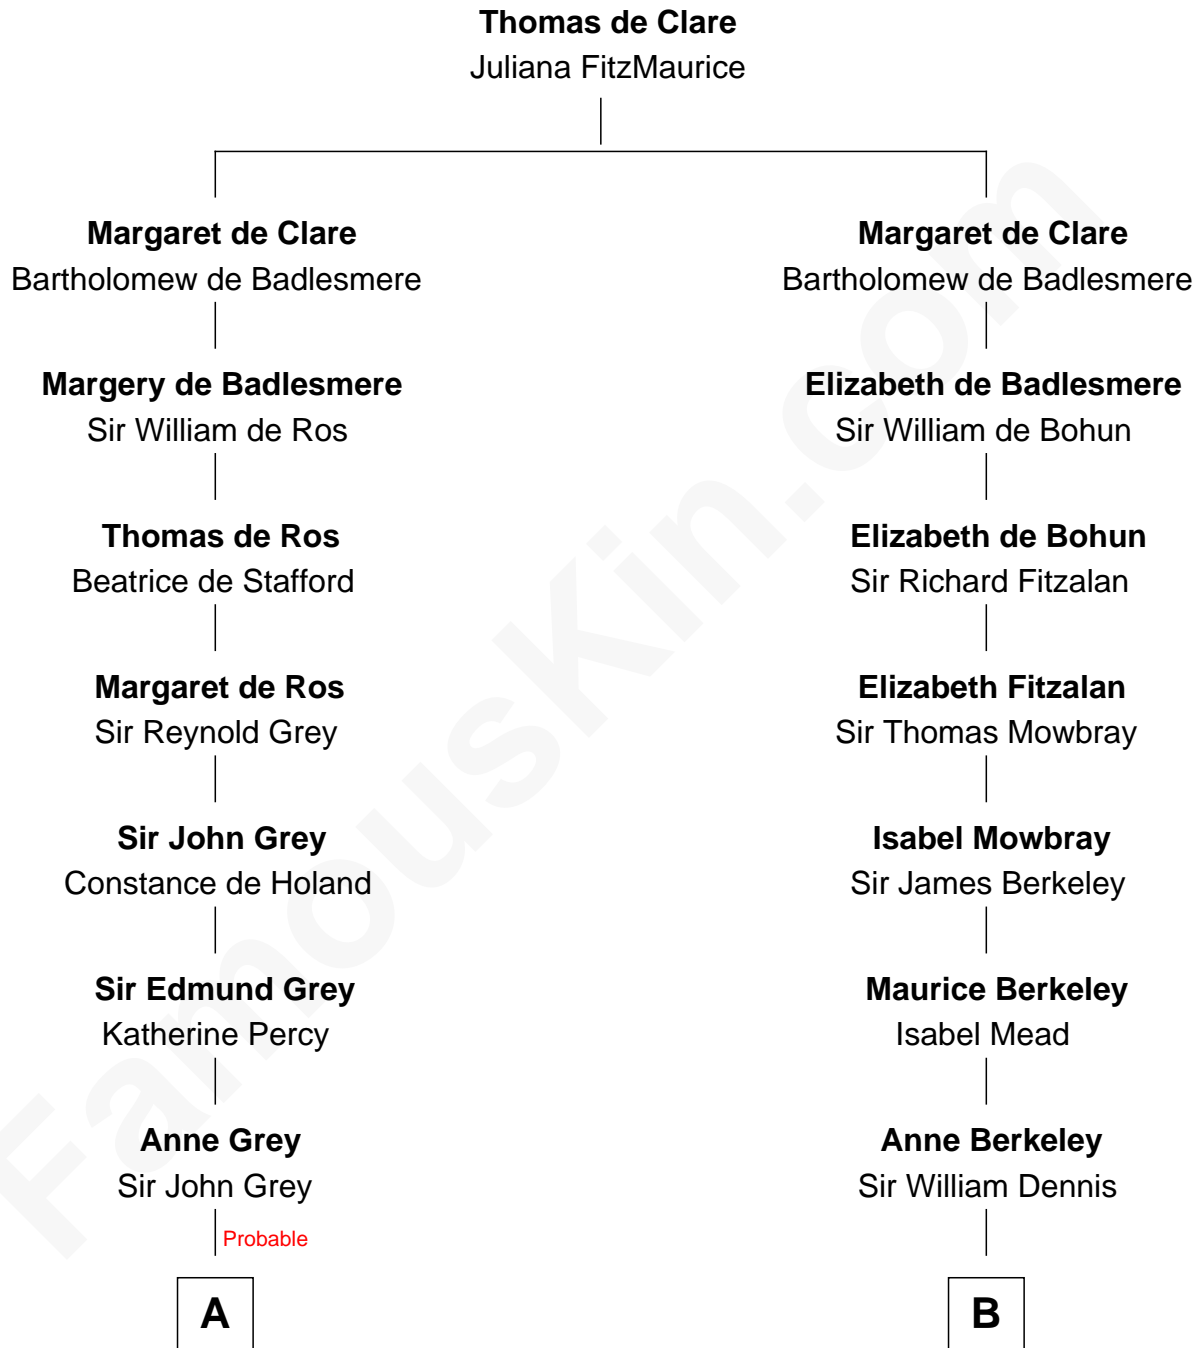 Thomas de Clare
Juliana FitzMaurice
Margaret de Clare
Bartholomew de Badlesmere
Margery de Badlesmere
Sir William de Ros
Thomas de Ros
Beatrice de Stafford
Margaret de Ros
Sir Reynold Grey
Sir John Grey
Constance de Holand
Sir Edmund Grey
Katherine Percy
Anne Grey
Sir John Grey
Probable
A
Margaret de Clare
Bartholomew de Badlesmere
Elizabeth de Badlesmere
Sir William de Bohun
Elizabeth de Bohun
Sir Richard Fitzalan
Elizabeth Fitzalan
Sir Thomas Mowbray
Isabel Mowbray
Sir James Berkeley
Maurice Berkeley
Isabel Mead
Anne Berkeley
Sir William Dennis
B
FamousKin.com